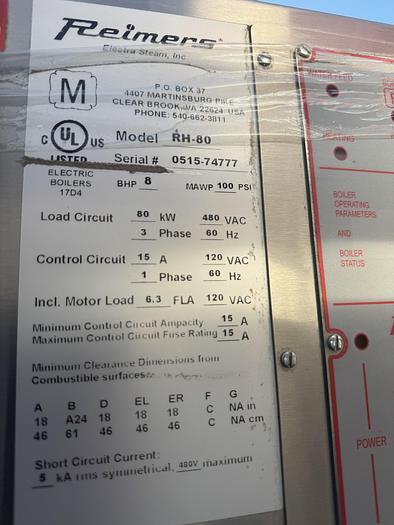 Reimers
Electra Steam, Inc
M
P.O. BOX 37
4407 MARTINSBURG PIKE
CLEAR BROOK, VA 22624 USA
PHONE: 540-662-3811
C UL US
LISTED
ELECTRIC
BOILERS
17D4
Model RH-80
Serial # 0515-74777
BHP 8 MAWP 100 PSI
Load Circuit 80 kW 480 VAC
3 Phase 60 Hz
Control Circuit 15 A 120 VAC
1 Phase 60 Hz
Incl. Motor Load 6.3 FLA 120 VAC
Minimum Control Circuit Ampacity 15 A
Maximum Control Circuit Fuse Rating 15 A
Minimum Clearance Dimensions from
Combustible surfaces
A B D EL ER F G
18 A24 18 18 18 C NA in
46 61 46 46 46 C NA cm
Short Circuit Current:
5 kA rms symmetrical, 480V maximum
WATER FEED
HEATING
BOILER
OPERATING
PARAMETERS
AND
BOILER
STATUS
POWER